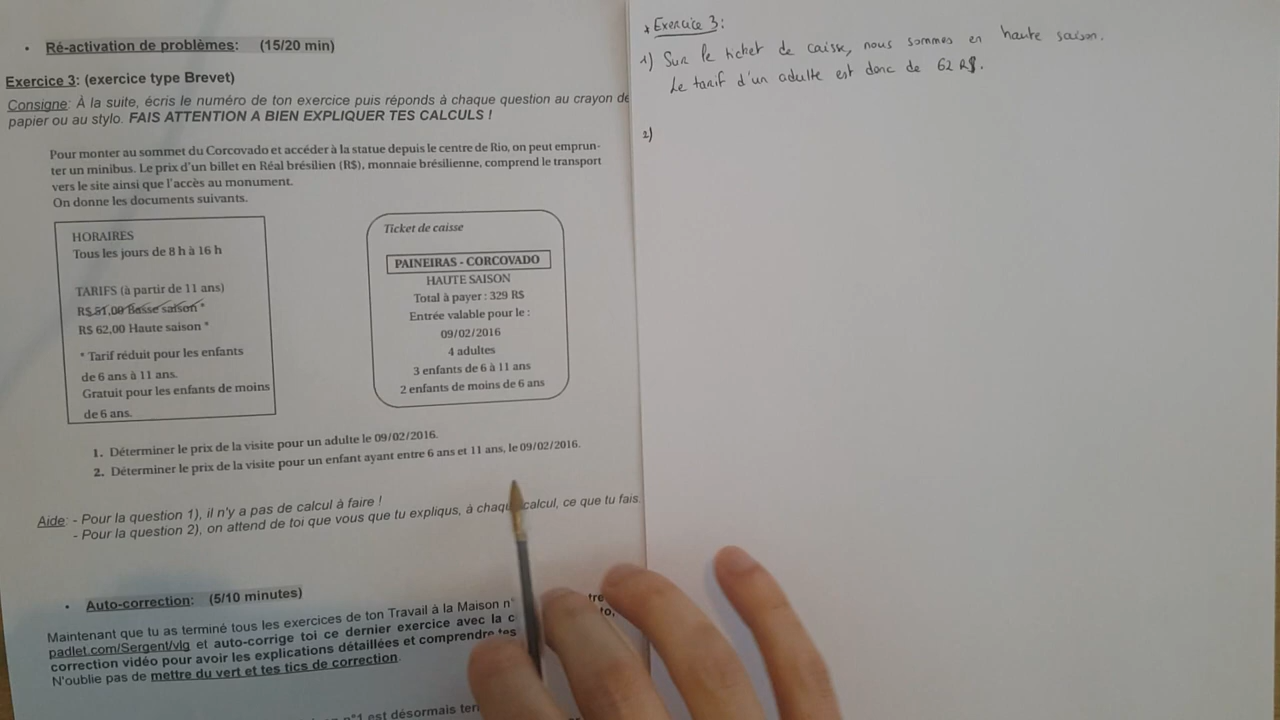 • Ré-activation de problèmes: (15/20 min)
Exercice 3: (exercice type Brevet)
Consigne: À la suite, écris le numéro de ton exercice puis réponds à chaque question au crayon de
papier ou au stylo. FAIS ATTENTION A BIEN EXPLIQUER TES CALCULS !
Pour monter au sommet du Corcovado et accéder à la statue depuis le centre de Rio, on peut emprun-
ter un minibus. Le prix d'un billet en Réal brésilien (R$), monnaie brésilienne, comprend le transport
vers le site ainsi que l'accès au monument.
On donne les documents suivants.
HORAIRES
Tous les jours de 8 h à 16 h
TARIFS (à partir de 11 ans)
R$ 51,00 Basse saison *
R$ 62,00 Haute saison *
* Tarif réduit pour les enfants
de 6 ans à 11 ans.
Gratuit pour les enfants de moins
de 6 ans.
Ticket de caisse
PAINEIRAS - CORCOVADO
HAUTE SAISON
Total à payer : 329 R$
Entrée valable pour le :
09/02/2016
4 adultes
3 enfants de 6 à 11 ans
2 enfants de moins de 6 ans
1. Déterminer le prix de la visite pour un adulte le 09/02/2016.
2. Déterminer le prix de la visite pour un enfant ayant entre 6 ans et 11 ans, le 09/02/2016.
Aide: - Pour la question 1), il n'y a pas de calcul à faire !
- Pour la question 2), on attend de toi que vous que tu expliqus, à chaqu calcul, ce que tu fais.
• Auto-correction: (5/10 minutes)
Maintenant que tu as terminé tous les exercices de ton Travail à la Maison n°
padlet.com/Sergent/vlg et auto-corrige toi ce dernier exercice avec la c to,
correction vidéo pour avoir les explications détaillées et comprendre tes
N'oublie pas de mettre du vert et tes tics de correction.
n°1 est désormais ter
* Exercice 3:
1) Sur le ticket de caisse, nous sommes en haute saison.
Le tarif d'un adulte est donc de 62 R$.
2)